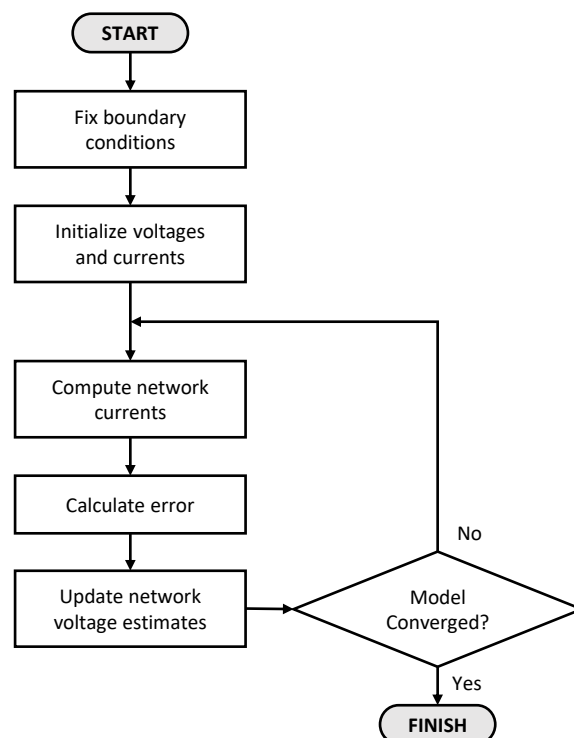 START
Fix boundary
conditions
Initialize voltages
and currents
Compute network
currents
Calculate error
Update network
voltage estimates
No
Model
Converged?
Yes
FINISH